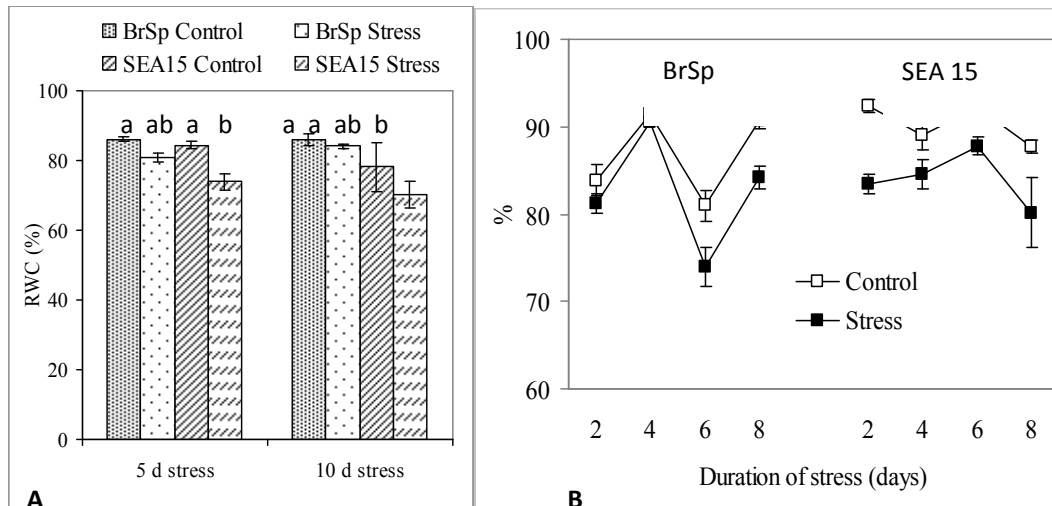 BrSp Control BrSp Stress
SEA15 Control SEA15 Stress
100
80
60
40
20
0
RWC (%)
a ab a b a a ab b
5 d stress 10 d stress
A
100
90
80
70
60
%
BrSp SEA 15
Control
Stress
2 4 6 8 2 4 6 8
Duration of stress (days)
B